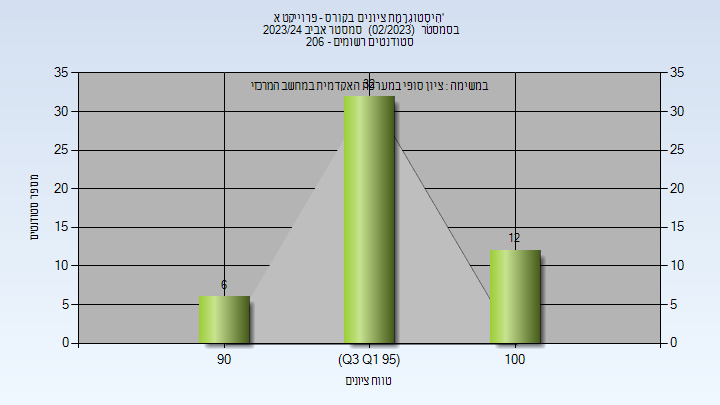 היסטוגרמת ציונים בקורס - פרוייקט א'
בסמסטר (02/2023) סמסטר אביב 2023/24
סטודנטים רשומים - 206
במשימה : ציון סופי במערכת האקדמית במחשב המרכזי
35 35
30 30
25 25
20 20
15 15
10 10
5 5
0 0
32
12
6
מספר סטודנטים
90 (Q3 Q1 95) 100
טווח ציונים